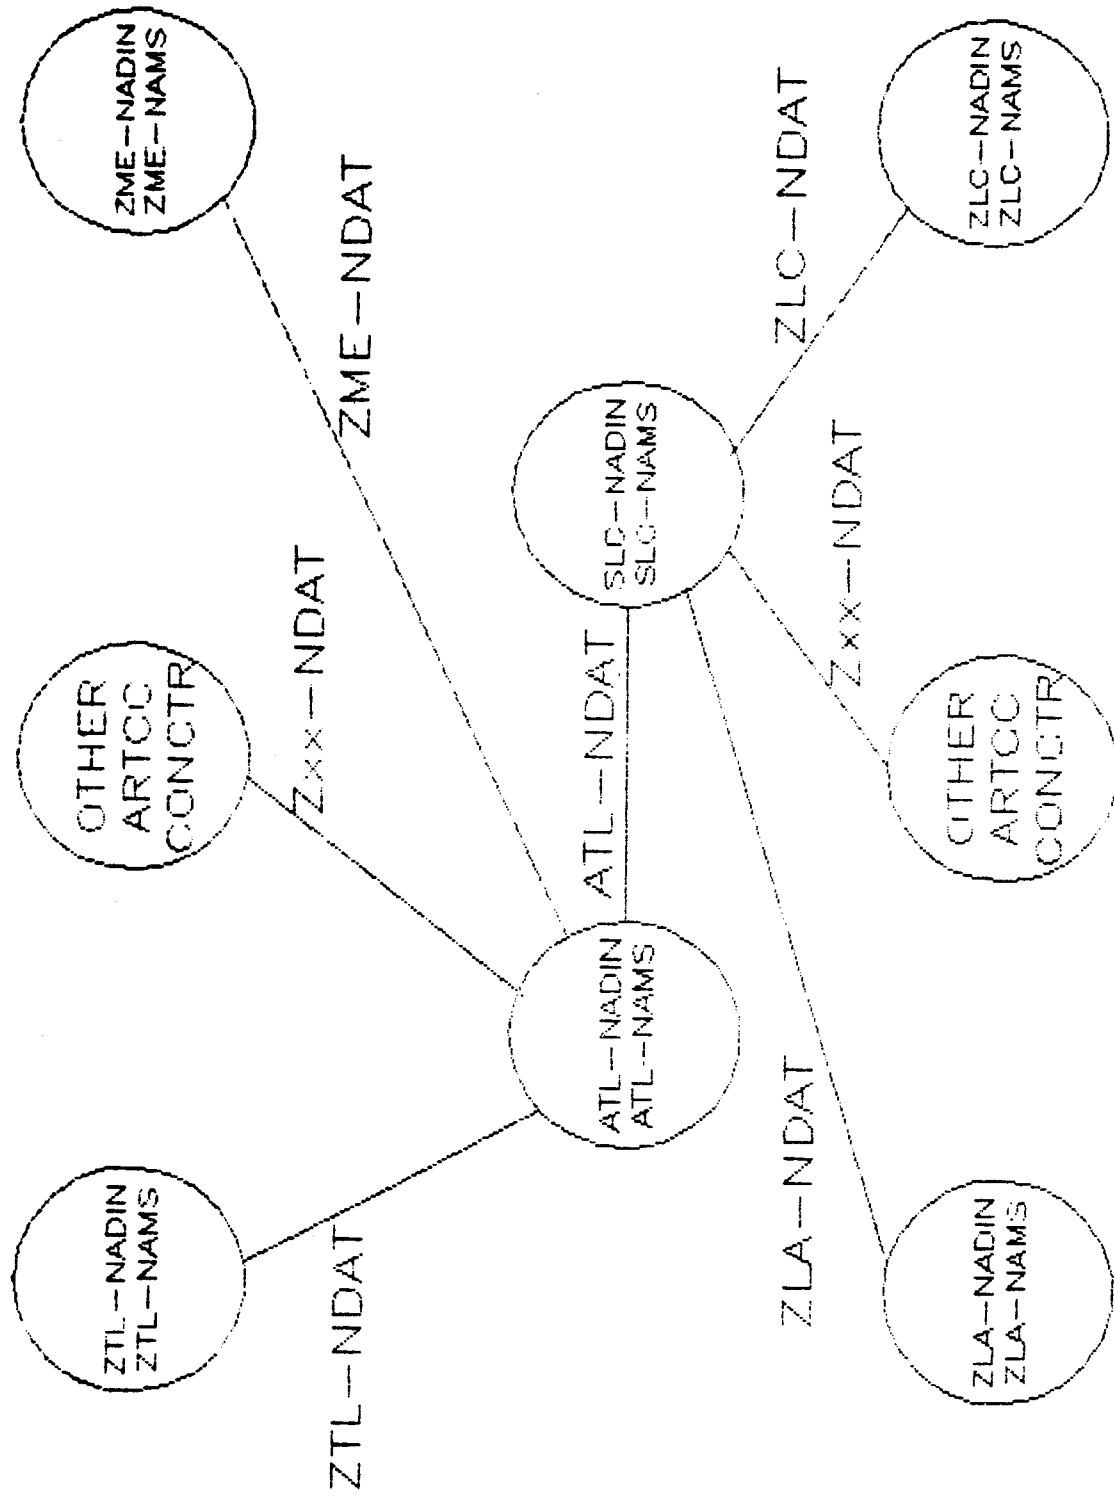 ZTL-NADIN
ZTL-NAMS
OTHER
ARTCC
CONCTR
ZME-NADIN
ZME-NAMS
ZTL-NDAT
Zxx-NDAT
ZME-NDAT
ATL-NADIN
ATL-NAMS
ATL-NDAT
SLC-NADIN
SLC-NAMS
ZLA-NDAT
Zxx-NDAT
ZLC-NDAT
ZLA-NADIN
ZLA-NAMS
OTHER
ARTCC
CONCTR
ZLC-NADIN
ZLC-NAMS